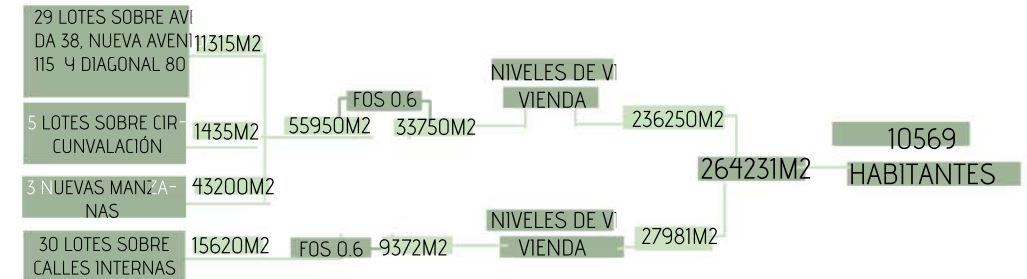 29 LOTES SOBRE AVE
DA 38, NUEVA AVENI
115 Y DIAGONAL 80
11315M2
5 LOTES SOBRE CIR-
CUNVALACIÓN
1435M2
3 NUEVAS MANZA-
NAS
43200M2
55950M2
FOS 0.6
33750M2
NIVELES DE VI
VIENDA
236250M2
30 LOTES SOBRE
CALLES INTERNAS
15620M2
FOS 0.6
9372M2
NIVELES DE VI
VIENDA
27981M2
264231M2
10569
HABITANTES